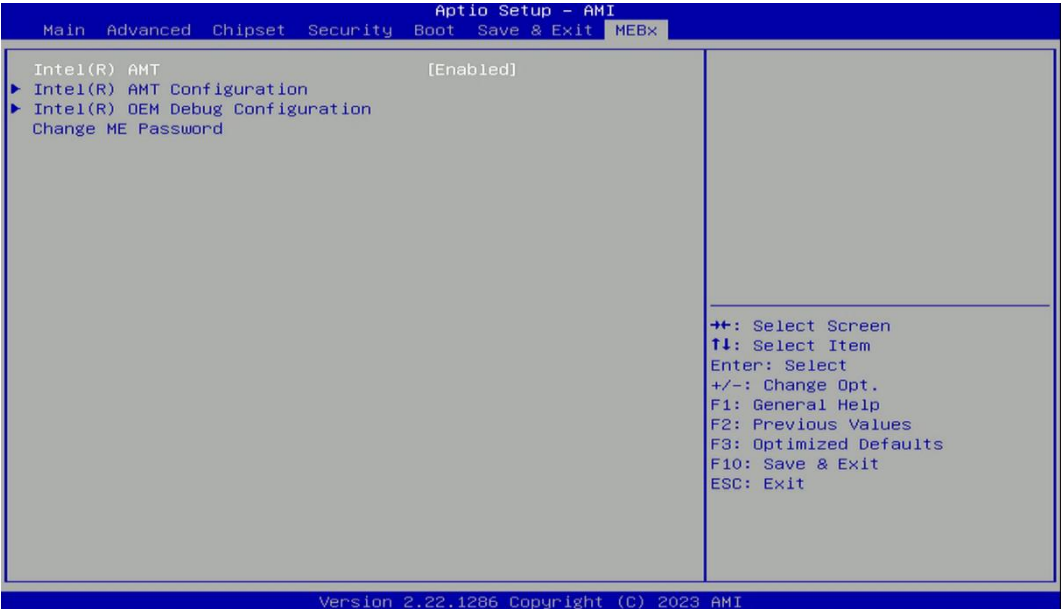 Aptio Setup – AMI
Main Advanced Chipset Security Boot Save & Exit MEBx
Intel(R) AMT [Enabled]
► Intel(R) AMT Configuration
► Intel(R) OEM Debug Configuration
Change ME Password
→←: Select Screen
↑↓: Select Item
Enter: Select
+/-: Change Opt.
F1: General Help
F2: Previous Values
F3: Optimized Defaults
F10: Save & Exit
ESC: Exit
Version 2.22.1286 Copyright (C) 2023 AMI